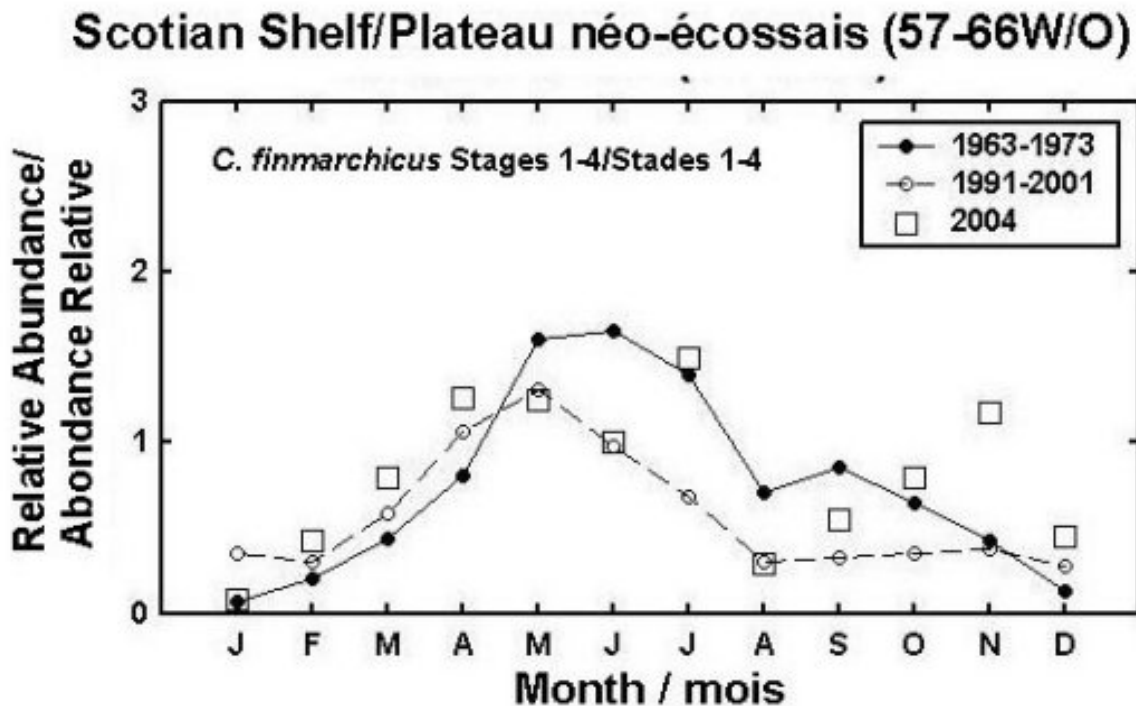 Scotian Shelf/Plateau néo-écossais (57-66W/O)
C. finmarchicus Stages 1-4/Stades 1-4
1963-1973
1991-2001
2004
Relative Abundance/
Abondance Relative
3
2
1
0
J F M A M J J A S O N D
Month / mois